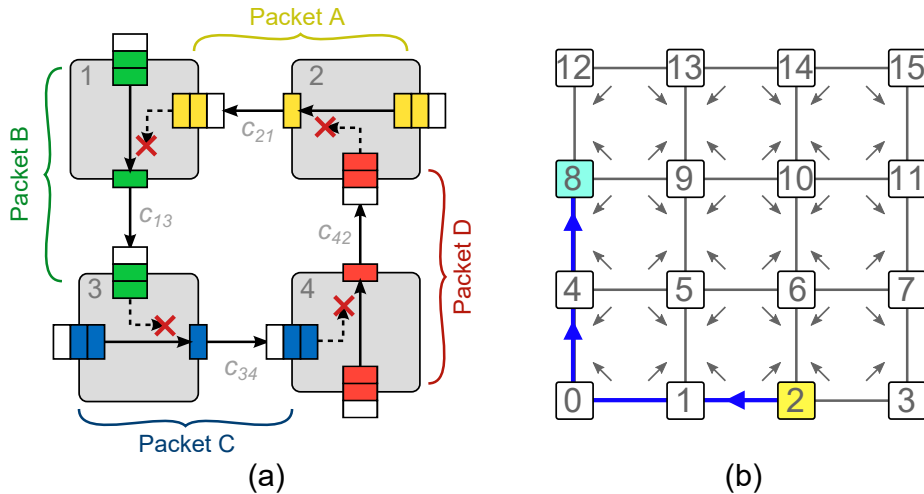 Packet A
1
2
c21
Packet B
c13
c42
Packet D
3
4
c34
Packet C
(a)
12 13 14 15
8 9 10 11
4 5 6 7
0 1 2 3
(b)